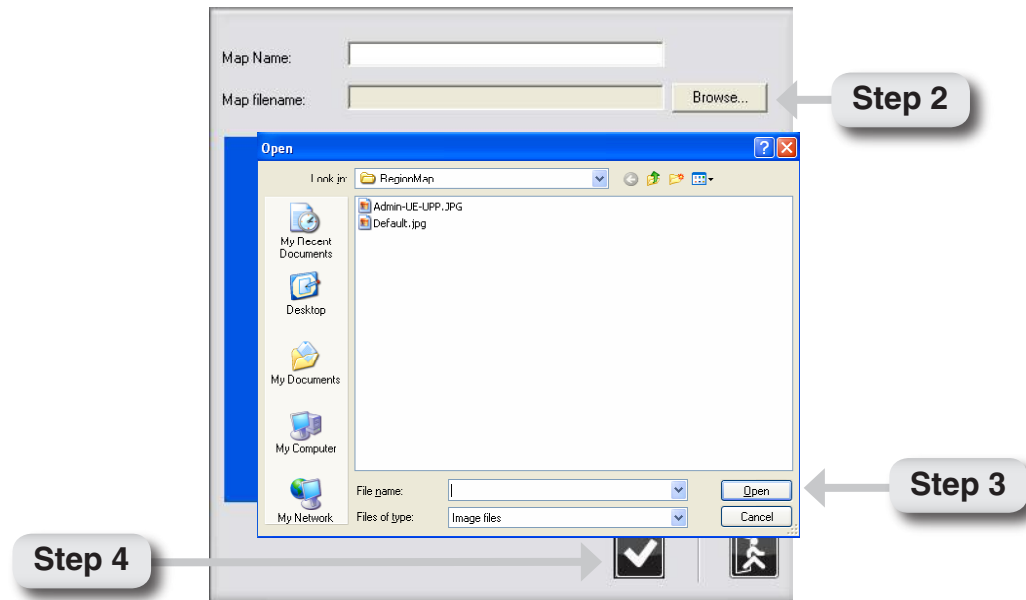 Map Name:
Map filename:
Browse...
Step 2
Open
Look in:
RegionMap
Admin-UE-UPP.JPG
Default.jpg
My Recent
Documents
Desktop
My Documents
My Computer
My Network
File name:
Open
Step 3
Files of type:
Image files
Cancel
Step 4